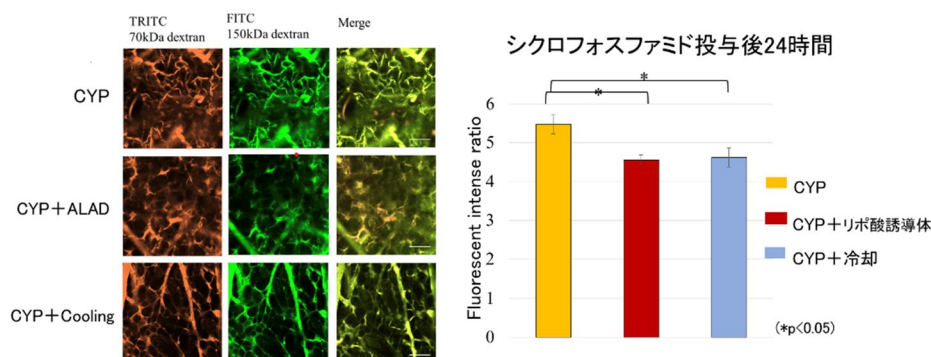 TRITC
70kDa dextran
FITC
150kDa dextran
Merge
CYP
CYP+ALAD
CYP+Cooling
シクロフォスファミド投与後24時間
*
*
Fluorescent intense ratio
6
5
4
3
2
1
0
CYP
CYP+リポ酸誘導体
CYP+冷却
(*p<0.05)